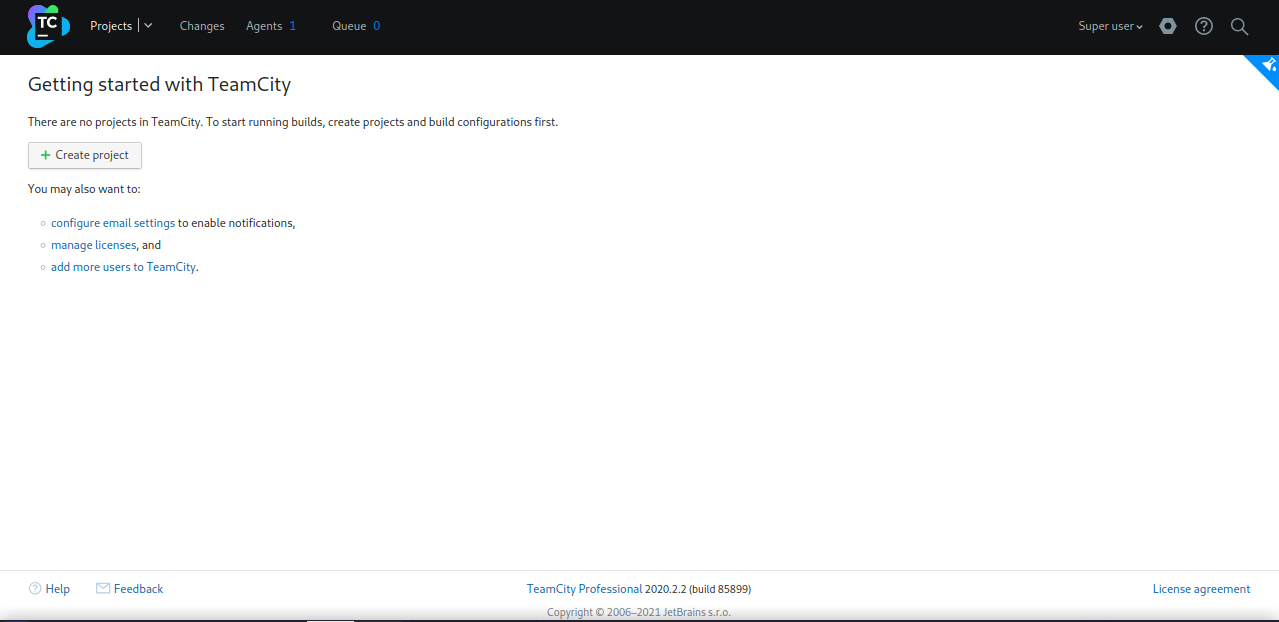 TC Projects Changes Agents 1 Queue 0 Super user
Getting started with TeamCity
There are no projects in TeamCity. To start running builds, create projects and build configurations first.
+ Create project
You may also want to:
configure email settings to enable notifications,
manage licenses, and
add more users to TeamCity.
Help Feedback TeamCity Professional 2020.2.2 (build 85899) License agreement
Copyright © 2006–2021 JetBrains s.r.o.